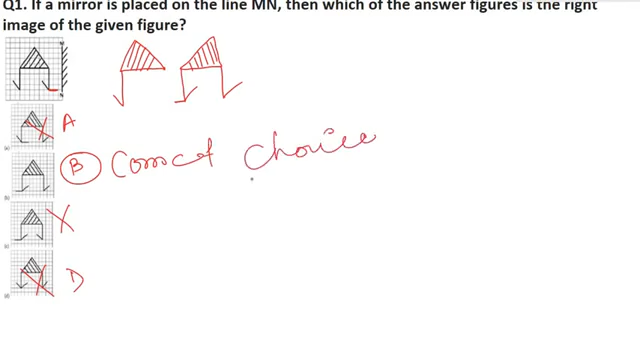 Q1. If a mirror is placed on the line MN, then which of the answer figures is the right
image of the given figure?
M
N
A
(a)
B Correct Choice
(b)
(c)
D
(d)